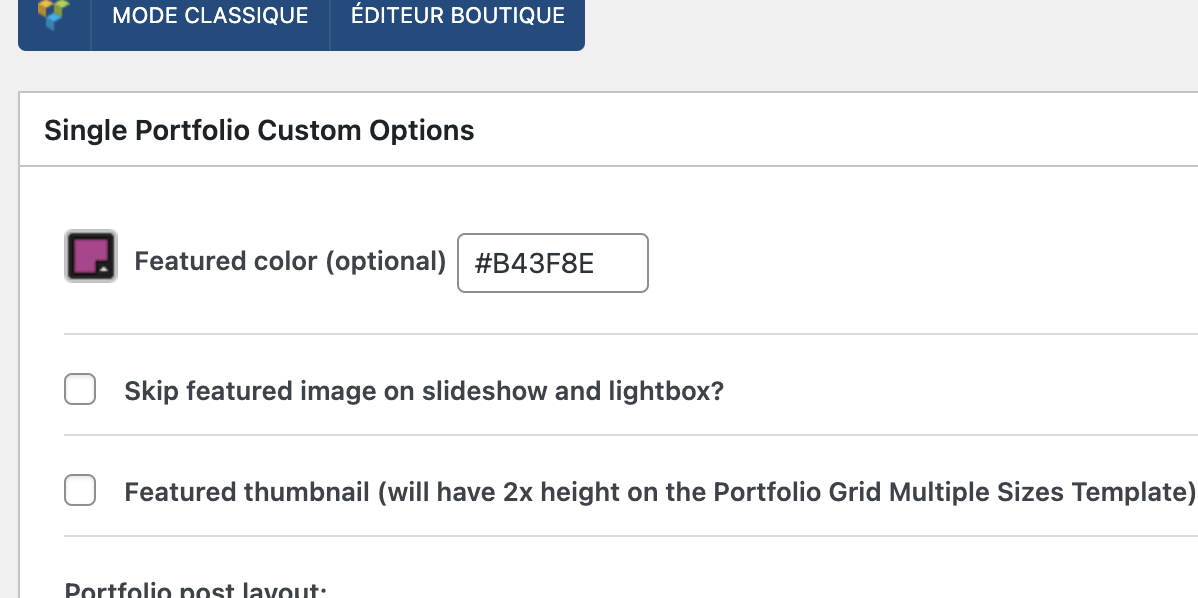 MODE CLASSIQUE ÉDITEUR BOUTIQUE
Single Portfolio Custom Options
Featured color (optional) #B43F8E
Skip featured image on slideshow and lightbox?
Featured thumbnail (will have 2x height on the Portfolio Grid Multiple Sizes Template)
Portfolio post layout: